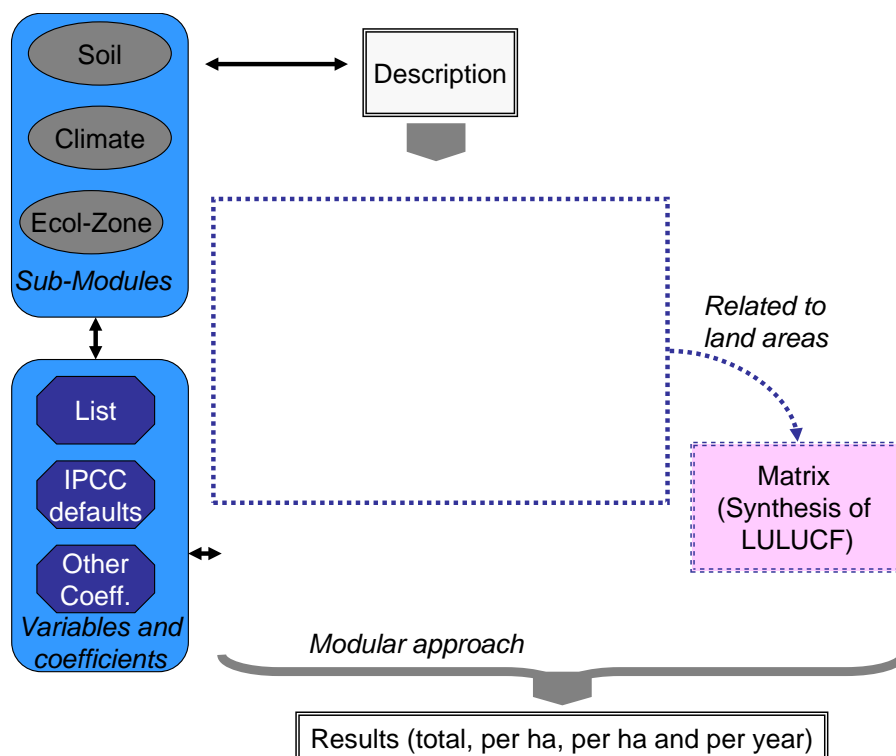 Soil
Climate
Ecol-Zone
Sub-Modules
Description
Related to
land areas
List
IPCC
defaults
Other
Coeff.
Variables and
coefficients
Matrix
(Synthesis of
LULUCF)
Modular approach
Results (total, per ha, per ha and per year)